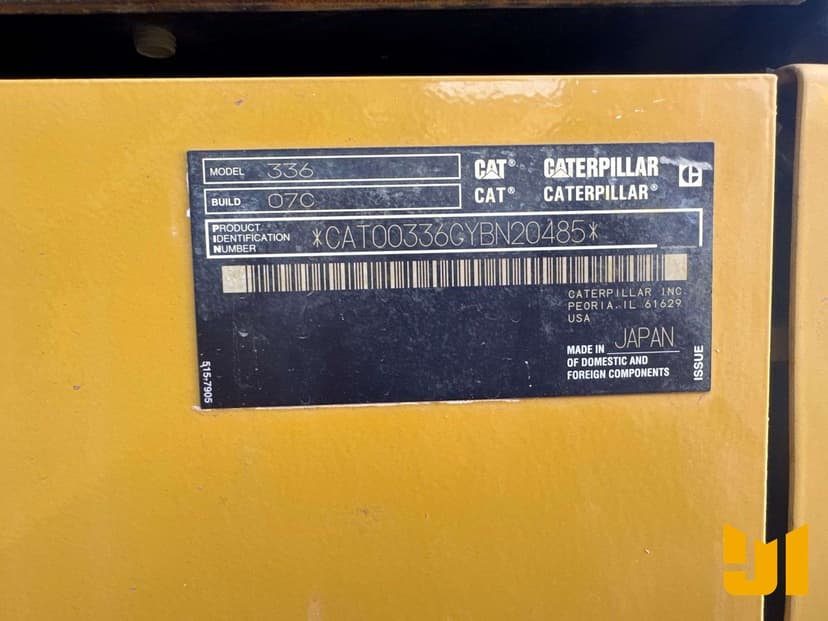 MODEL 336
BUILD 07C
PRODUCT IDENTIFICATION NUMBER *CAT00336GYBN20485*
CAT® CATERPILLAR
CAT® CATERPILLAR®
CATERPILLAR INC.
PEORIA, IL 61629
USA
MADE IN JAPAN
OF DOMESTIC AND
FOREIGN COMPONENTS
ISSUE
515-7905